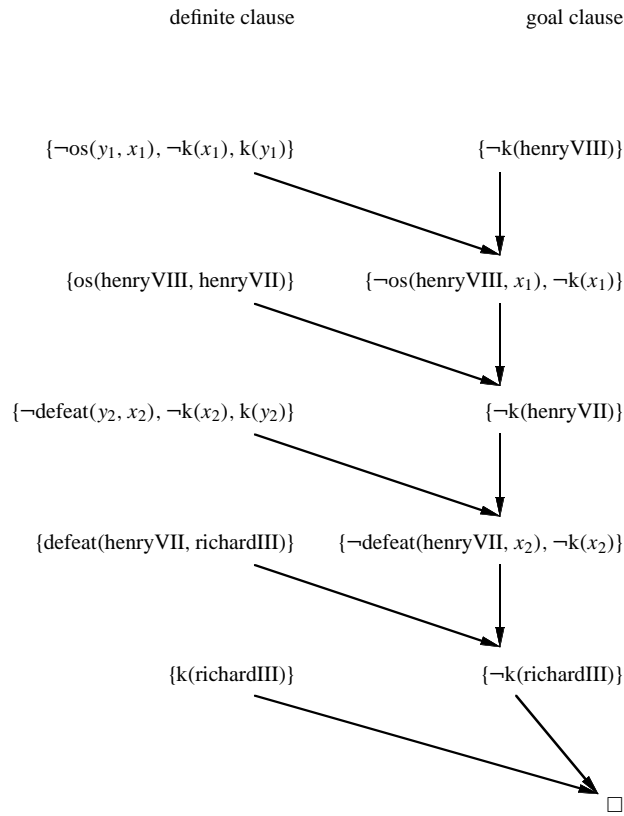 definite clause goal clause
{¬os(y₁, x₁), ¬k(x₁), k(y₁)} {¬k(henryVIII)}
{os(henryVIII, henryVII)} {¬os(henryVIII, x₁), ¬k(x₁)}
{¬defeat(y₂, x₂), ¬k(x₂), k(y₂)} {¬k(henryVII)}
{defeat(henryVII, richardIII)} {¬defeat(henryVII, x₂), ¬k(x₂)}
{k(richardIII)} {¬k(richardIII)}
□